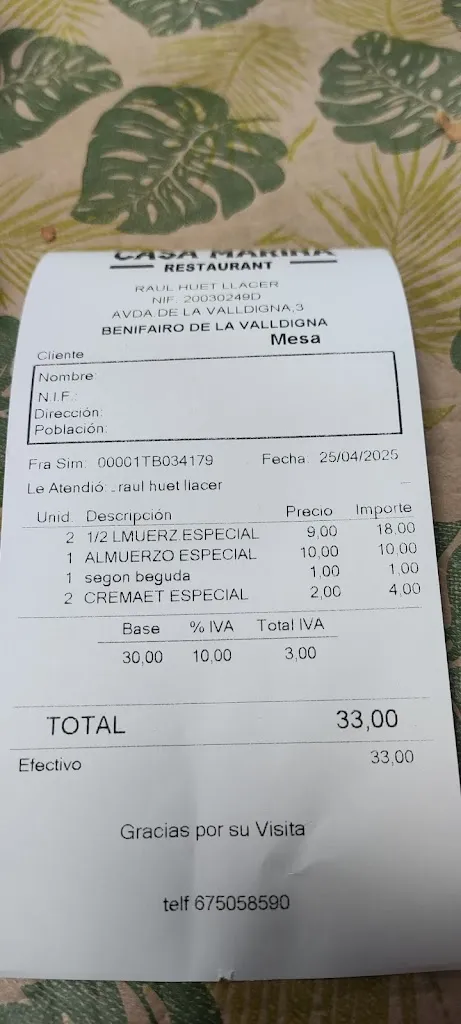 CASA MARINA
RESTAURANT
RAUL HUET LLACER
NIF: 20030249D
AVDA.DE LA VALLDIGNA,3
BENIFAIRO DE LA VALLDIGNA
Mesa
Cliente
Nombre:
N.I.F.:
Dirección:
Población:
Fra Sim: 00001TB034179 Fecha: 25/04/2025
Le Atendió: .raul huet llacer
Unid. Descripción Precio Importe
2 1/2 LMUERZ.ESPECIAL 9,00 18,00
1 ALMUERZO ESPECIAL 10,00 10,00
1 segon beguda 1,00 1,00
2 CREMAET ESPECIAL 2,00 4,00
Base % IVA Total IVA
30,00 10,00 3,00
TOTAL 33,00
Efectivo 33,00
Gracias por su Visita
telf 675058590